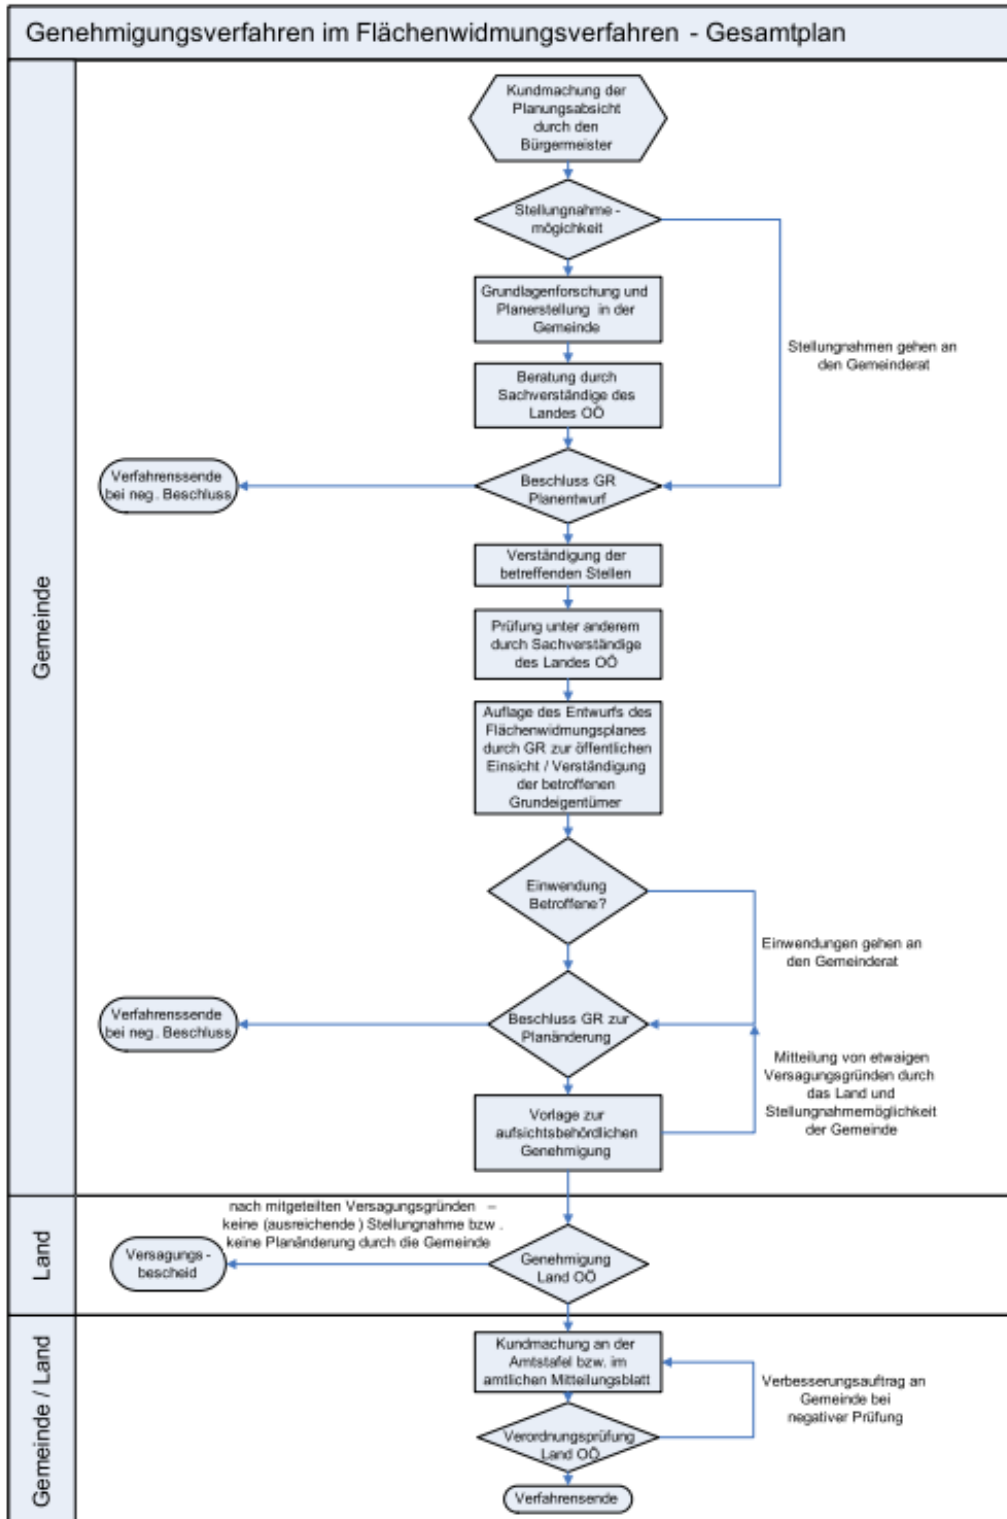 Genehmigungsverfahren im Flächenwidmungsverfahren - Gesamtplan
Gemeinde
Kundmachung der
Planungsabsicht
durch den
Bürgermeister
Stellungnahme -
mögichkeit
Grundlagenforschung und
Planerstellung in der
Gemeinde
Stellungnahmen gehen an
den Gemeinderat
Beratung durch
Sachverständige des
Landes OÖ
Beschluss GR
Planentwurf
Verfahrenssende
bei neg. Beschluss
Verständigung der
betreffenden Stellen
Prüfung unter anderem
durch Sachverständige
des Landes OÖ
Auflage des Entwurfs des
Flächenwidmungsplanes
durch GR zur öffentlichen
Einsicht / Verständigung
der betroffenen
Grundeigentümer
Einwendung
Betroffene?
Einwendungen gehen an
den Gemeinderat
Beschluss GR zur
Planänderung
Verfahrenssende
bei neg. Beschluss
Mitteilung von etwaigen
Versagungsgründen durch
das Land und
Stellungnahmemöglichkeit
der Gemeinde
Vorlage zur
aufsichtsbehördlichen
Genehmigung
Land
nach mitgeteilten Versagungsgründen –
keine (ausreichende) Stellungnahme bzw.
keine Planänderung durch die Gemeinde
Versagungs-
bescheid
Genehmigung
Land OÖ
Gemeinde / Land
Kundmachung an der
Amtstafel bzw. im
amtlichen Mitteilungsblatt
Verbesserungsauftrag an
Gemeinde bei
negativer Prüfung
Verordnungsprüfung
Land OÖ
Verfahrensende